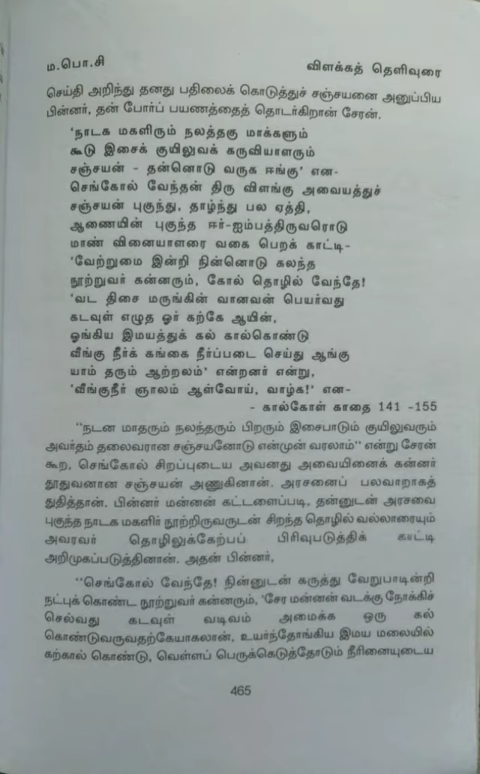 ம.பொ.சி விளக்கத் தெளிவுரை
செய்தி அறிந்து தனது பதிலைக் கொடுத்துச் சஞ்சயனை அனுப்பிய
பின்னர், தன் போர்ப் பயணத்தைத் தொடர்கிறான் சேரன்.
'நாடக மகளிரும் நலத்தகு மாக்களும்
கூடு இசைக் குயிலுவக் கருவியாளரும்
சஞ்சயன் - தன்னொடு வருக ஈங்கு' என-
செங்கோல் வேந்தன் திரு விளங்கு அவையத்துச்
சஞ்சயன் புகுந்து, தாழ்ந்து பல ஏத்தி,
ஆணையின் புகுந்த ஈர்-ஐம்பத்திருவரொடு
மாண் வினையாளரை வகை பெறக் காட்டி-
'வேற்றுமை இன்றி நின்னொடு கலந்த
நூற்றுவர் கன்னரும், கோல் தொழில் வேந்தே!
'வட திசை மருங்கின் வானவன் பெயர்வது
கடவுள் எழுத ஓர் கற்கே ஆயின்,
ஓங்கிய இமயத்துக் கல் கால்கொண்டு
வீங்கு நீர்க் கங்கை நீர்ப்படை செய்து ஆங்கு
யாம் தரும் ஆற்றலம்' என்றனர் என்று,
'வீங்குநீர் ஞாலம் ஆள்வோய், வாழ்க!' என-
- கால்கோள் காதை 141 -155
"நடன மாதரும் நலந்தரும் பிறரும் இசைபாடும் குயிலுவரும்
அவர்தம் தலைவரான சஞ்சயனோடு என்முன் வரலாம்" என்று சேரன்
கூற, செங்கோல் சிறப்புடைய அவனது அவையினைக் கன்னர்
தூதுவனான சஞ்சயன் அணுகினான். அரசனைப் பலவாறாகத்
துதித்தான். பின்னர் மன்னன் கட்டளைப்படி, தன்னுடன் அரசவை
புகுந்த நாடக மகளிர் நூற்றிருவருடன் சிறந்த தொழில் வல்லாரையும்
அவரவர் தொழிலுக்கேற்பப் பிரிவுபடுத்திக் காட்டி
அறிமுகப்படுத்தினான். அதன் பின்னர்,
"செங்கோல் வேந்தே! நின்னுடன் கருத்து வேறுபாடின்றி
நட்புக் கொண்ட நூற்றுவர் கன்னரும், 'சேர மன்னன் வடக்கு நோக்கிச்
செல்வது கடவுள் வடிவம் அமைக்க ஒரு கல்
கொண்டுவருவதற்கேயாகலான், உயர்ந்தோங்கிய இமய மலையில்
கற்கால் கொண்டு, வெள்ளப் பெருக்கெடுத்தோடும் நீரினையுடைய
465